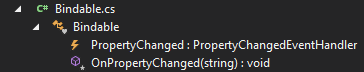 C# Bindable.cs
Bindable
PropertyChanged : PropertyChangedEventHandler
OnPropertyChanged(string) : void